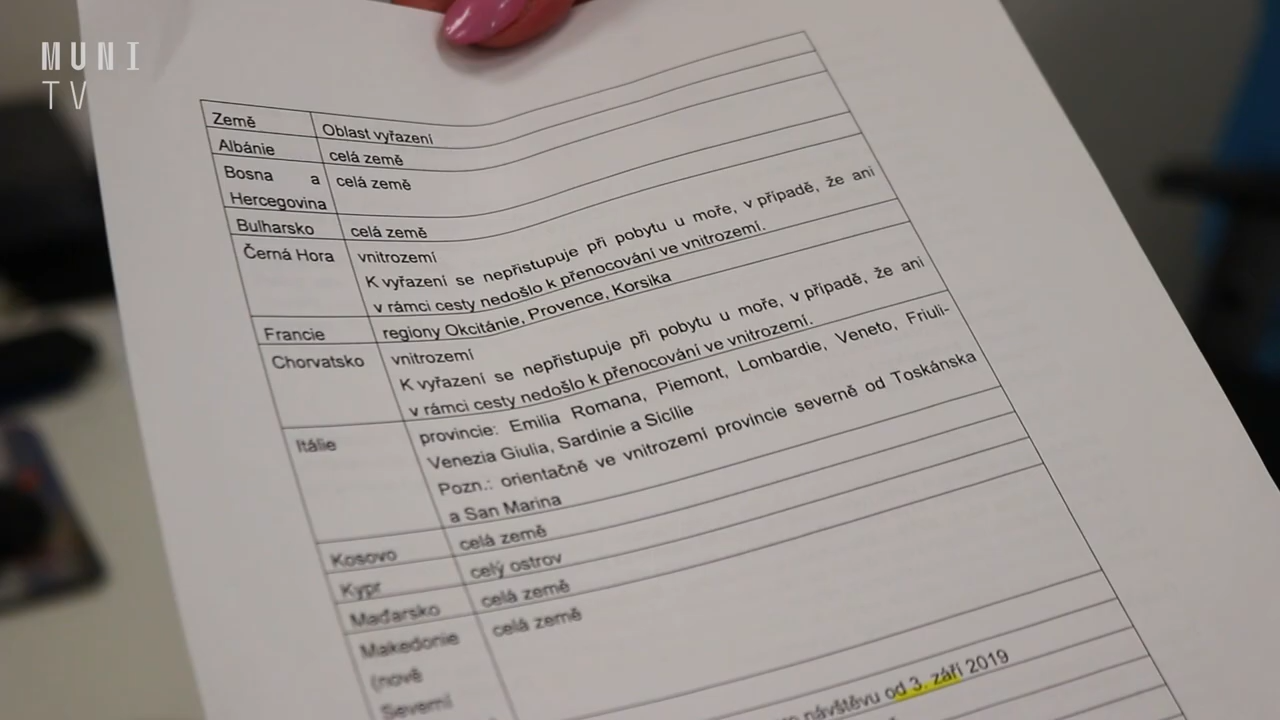 MUNI
TV
Země Oblast vyřazení
Albánie celá země
Bosna a celá země
Hercegovina
Bulharsko celá země
Černá Hora vnitrozemí
K vyřazení se nepřistupuje při pobytu u moře, v případě, že ani
v rámci cesty nedošlo k přenocování ve vnitrozemí.
Francie regiony Okcitánie, Provence, Korsika
Chorvatsko vnitrozemí
K vyřazení se nepřistupuje při pobytu u moře, v případě, že ani
v rámci cesty nedošlo k přenocování ve vnitrozemí.
Itálie provincie: Emilia Romana, Piemont, Lombardie, Veneto, Friuli-
Venezia Giulia, Sardinie a Sicílie
Pozn.: orientačně ve vnitrozemí provincie severně od Toskánska
a San Marina
Kosovo celá země
Kypr celý ostrov
Maďarsko celá země
Makedonie celá země
(nově
Severní
návštěvu od 3. září 2019